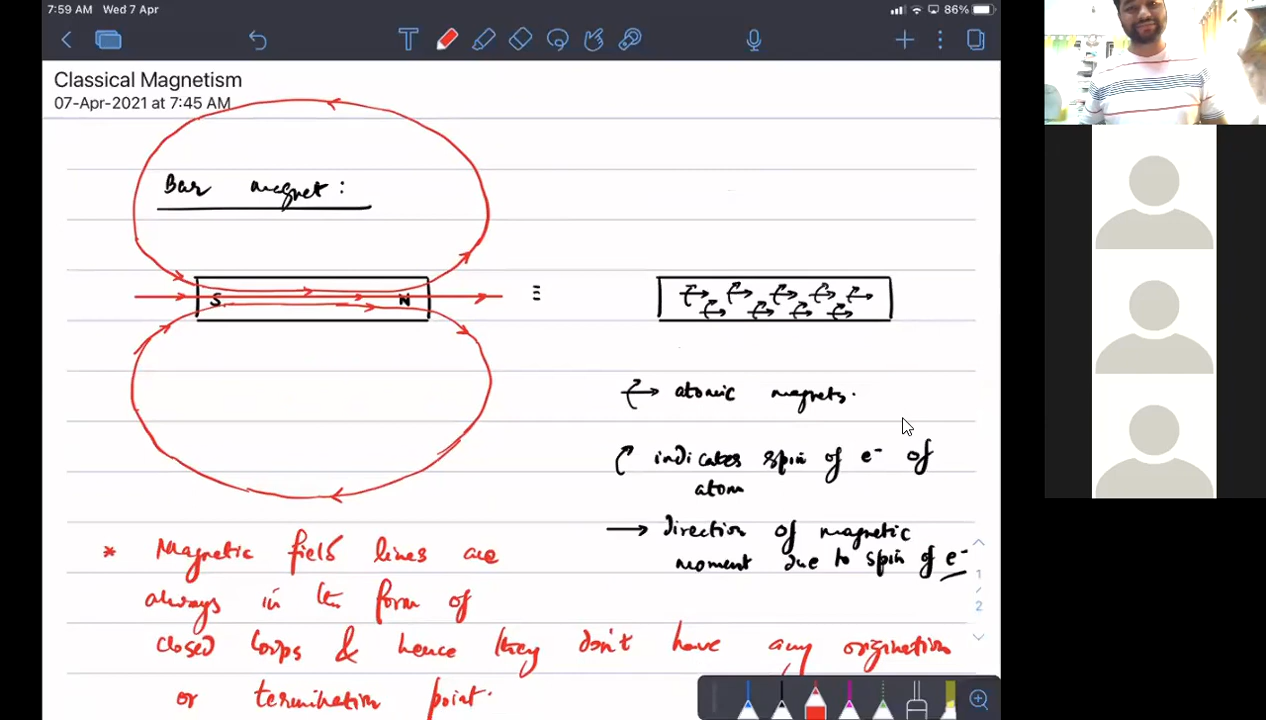 7:59 AM Wed 7 Apr
86%
T
Classical Magnetism
07-Apr-2021 at 7:45 AM
Bar magnet:
S N ≡
atomic magnets.
indicates spin of e⁻ of
atom
→ direction of magnetic
moment due to spin of e⁻
* Magnetic field lines are
always in the form of
closed loops & hence they don't have any origination
or termination point.
1
/
2